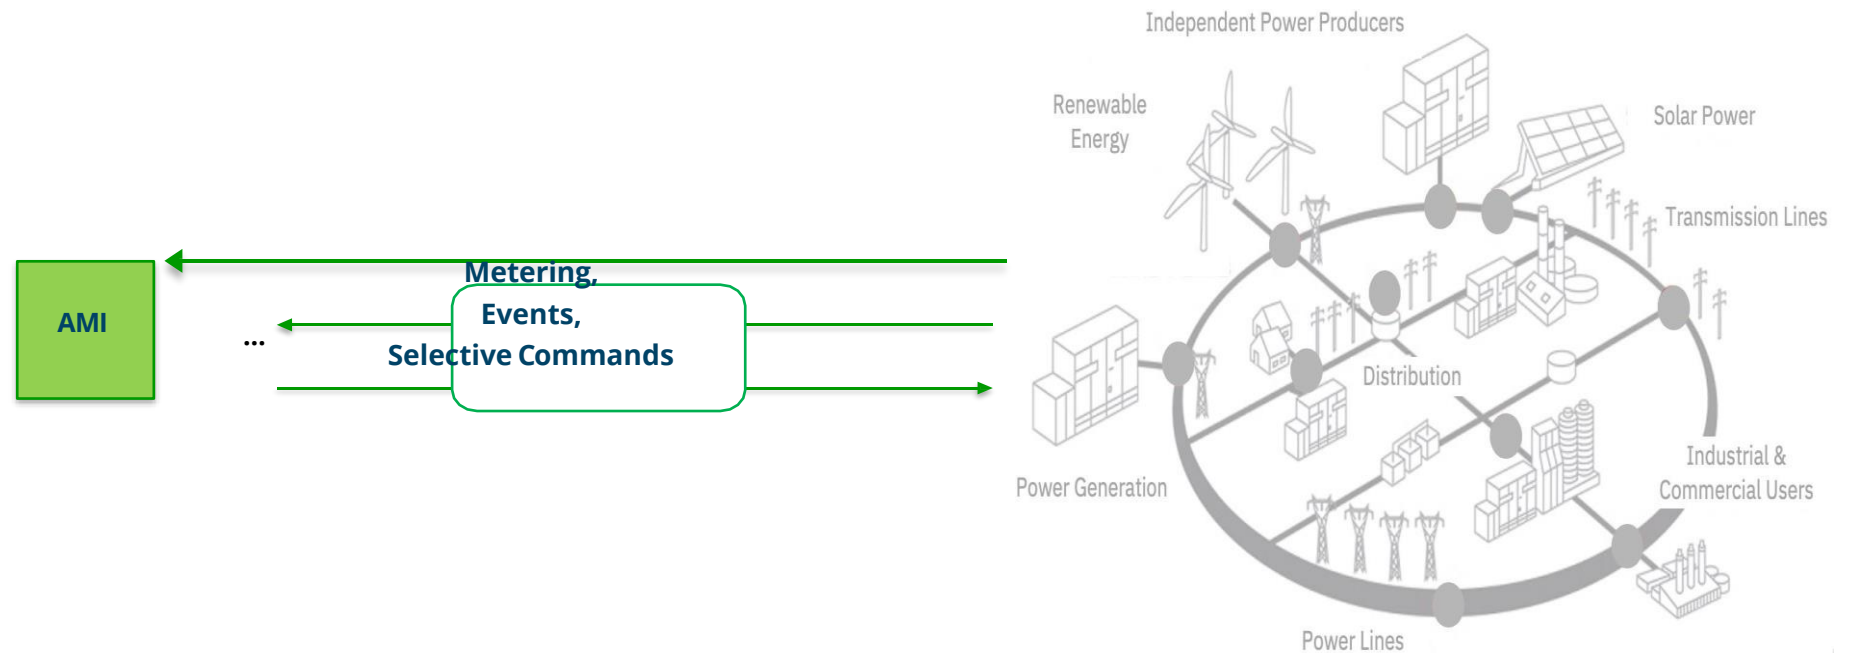 Independent Power Producers
Renewable
Energy
Solar Power
Transmission Lines
AMI
...
Metering,
Events,
Selective Commands
Distribution
Power Generation
Industrial &
Commercial Users
Power Lines